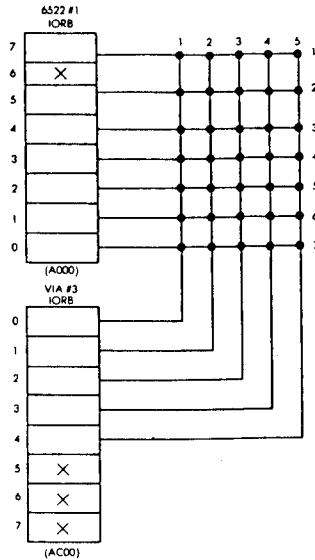 6522 #1
IORB
1 2 3 4 5
7 1
6 X
5 2
4 3
3 4
2 5
1 6
0 7
(A000)
VIA #3
IORB
0
1
2
3
4
5 X
6 X
7 X
(AC00)